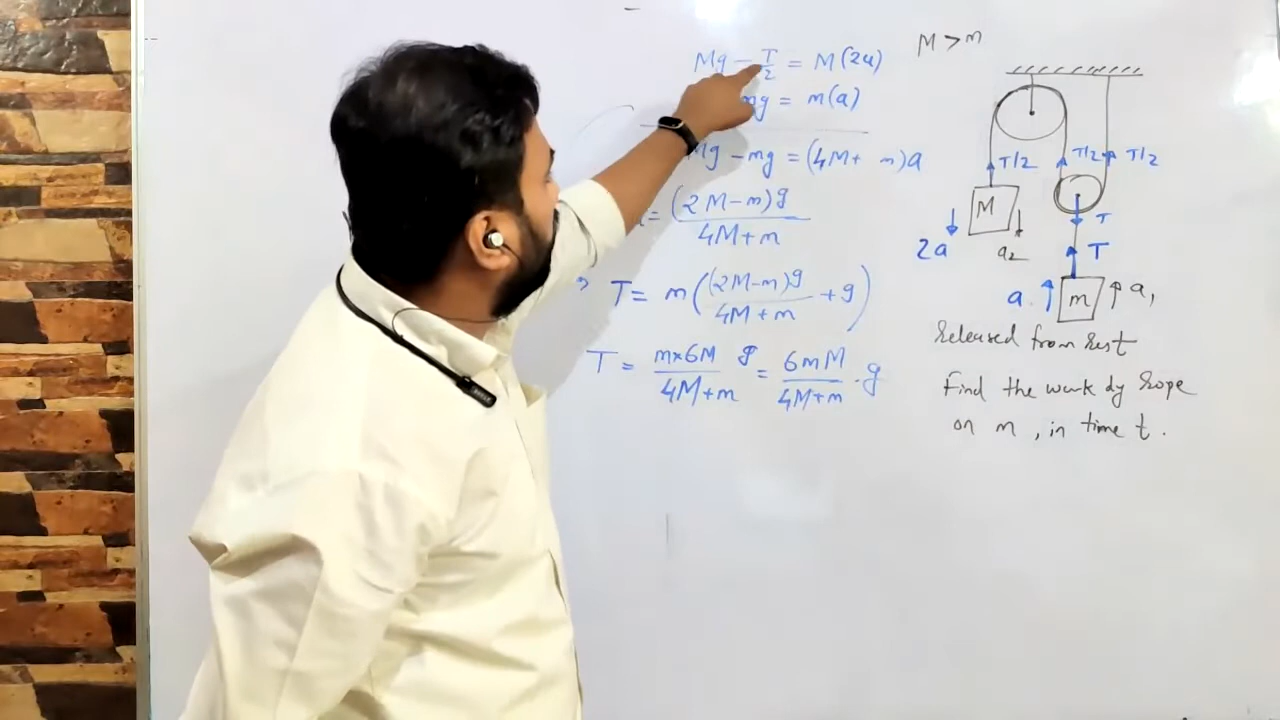 Mg - T/2 = M(2a)
mg = m(a)
Mg - mg = (4M + m)a
= (2M-m)g / 4M+m
T = m((2M-m)g / 4M+m + g)
T = m×6M / 4M+m g = 6mM / 4M+m . g
M > m
T/2 T/2 T/2
M
2a a2
T
T
a m a1
Released from rest
Find the work dy rope
on m , in time t .